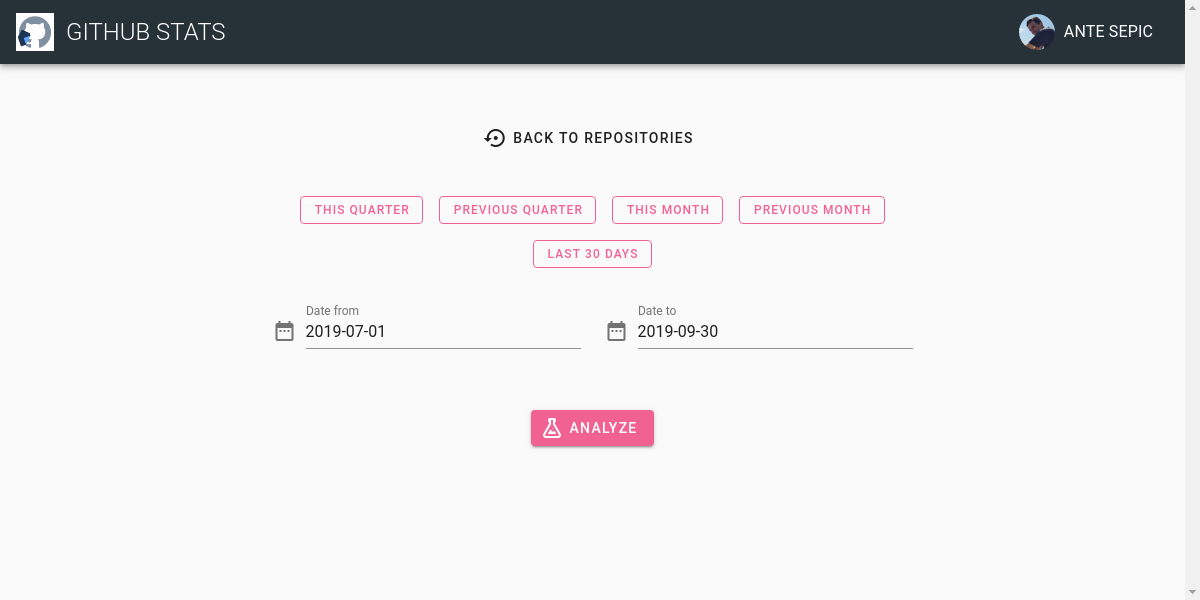 GITHUB STATS
ANTE SEPIC
BACK TO REPOSITORIES
THIS QUARTER PREVIOUS QUARTER THIS MONTH PREVIOUS MONTH
LAST 30 DAYS
Date from Date to
2019-07-01 2019-09-30
ANALYZE